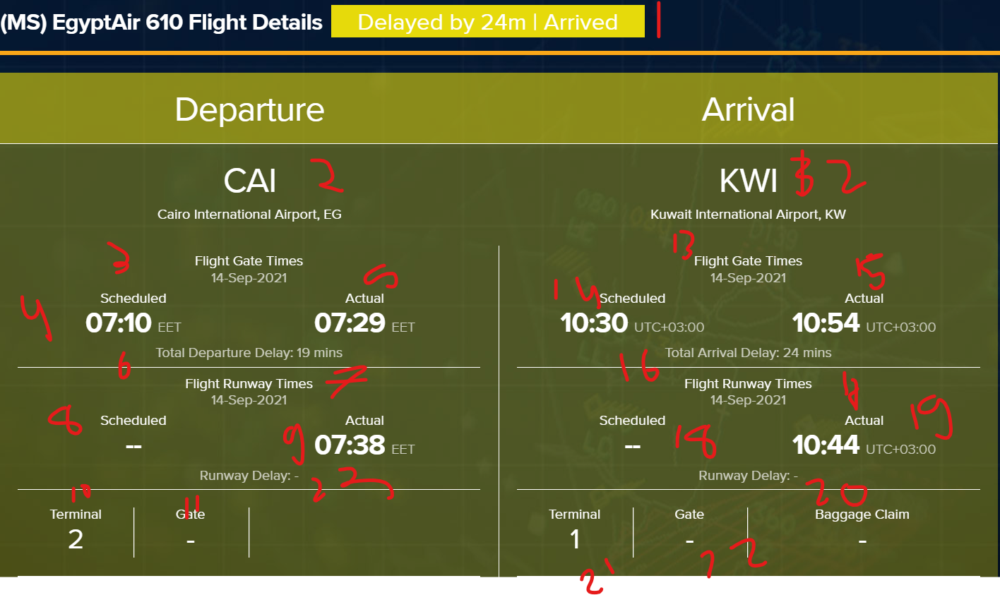 (MS) EgyptAir 610 Flight Details Delayed by 24m | Arrived 1
Departure
Arrival
CAI 2
Cairo International Airport, EG
3
Flight Gate Times
14-Sep-2021
5
4
Scheduled
07:10 EET
Actual
07:29 EET
Total Departure Delay: 19 mins
6
Flight Runway Times 7
14-Sep-2021
8
Scheduled
--
9
Actual
07:38 EET
Runway Delay: -
10
Terminal
2
11
Gate
-
KWI 2
Kuwait International Airport, KW
13
Flight Gate Times
14-Sep-2021
15
14
Scheduled
10:30 UTC+03:00
Actual
10:54 UTC+03:00
Total Arrival Delay: 24 mins
16
Flight Runway Times
14-Sep-2021
Scheduled
--
18
19
Actual
10:44 UTC+03:00
Runway Delay: -
20
Terminal
1
21
Gate
-
22
Baggage Claim
-